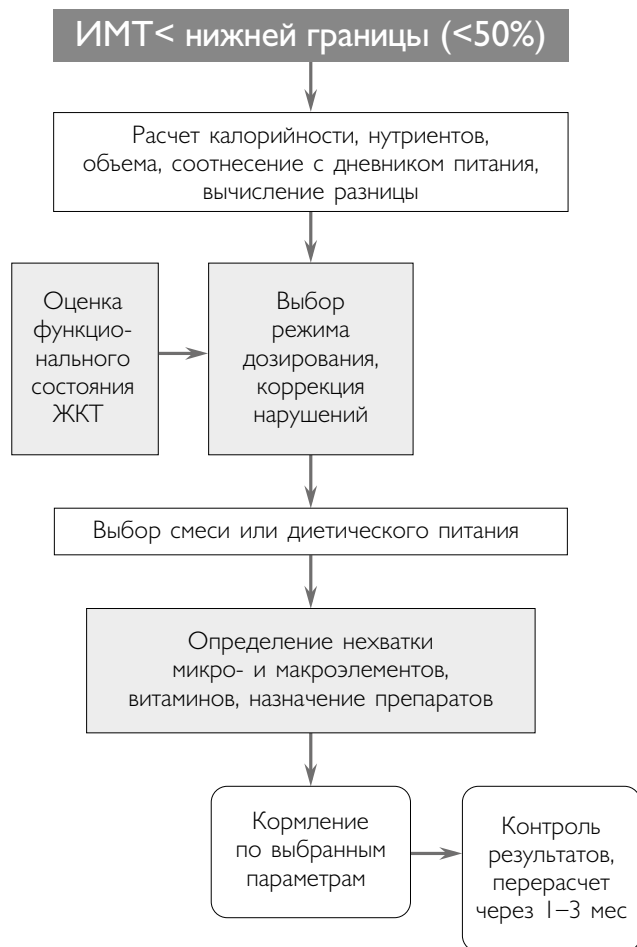 ИМТ< нижней границы (<50%)
Расчет калорийности, нутриентов,
объема, соотнесение с дневником питания,
вычисление разницы
Оценка
функцио-
нального
состояния
ЖКТ
Выбор
режима
дозирования,
коррекция
нарушений
Выбор смеси или диетического питания
Определение нехватки
микро- и макроэлементов,
витаминов, назначение препаратов
Кормление
по выбранным
параметрам
Контроль
результатов,
перерасчет
через 1–3 мес